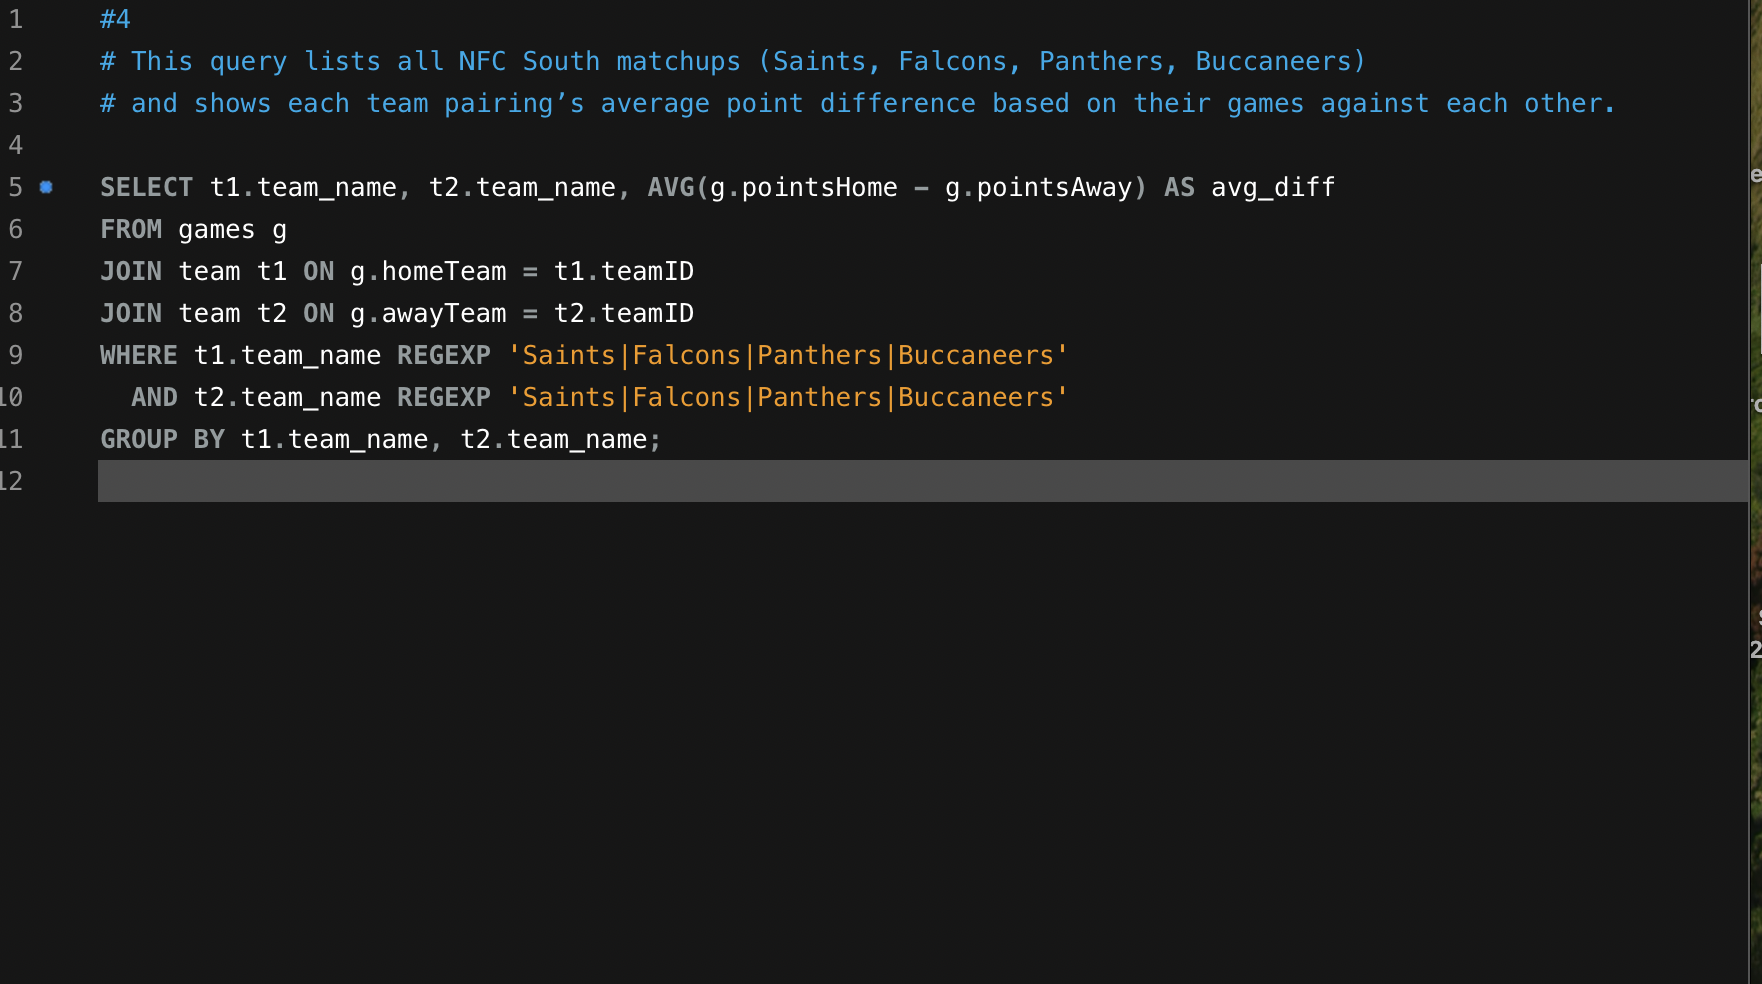 1 #4
2 # This query lists all NFC South matchups (Saints, Falcons, Panthers, Buccaneers)
3 # and shows each team pairing’s average point difference based on their games against each other.
4
5 SELECT t1.team_name, t2.team_name, AVG(g.pointsHome - g.pointsAway) AS avg_diff
6 FROM games g
7 JOIN team t1 ON g.homeTeam = t1.teamID
8 JOIN team t2 ON g.awayTeam = t2.teamID
9 WHERE t1.team_name REGEXP 'Saints|Falcons|Panthers|Buccaneers'
10 AND t2.team_name REGEXP 'Saints|Falcons|Panthers|Buccaneers'
11 GROUP BY t1.team_name, t2.team_name;
12